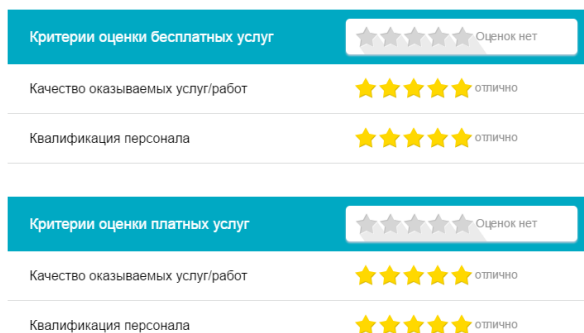 Критерии оценки бесплатных услуг Оценок нет
Качество оказываемых услуг/работ отлично
Квалификация персонала отлично
Критерии оценки платных услуг Оценок нет
Качество оказываемых услуг/работ отлично
Квалификация персонала отлично